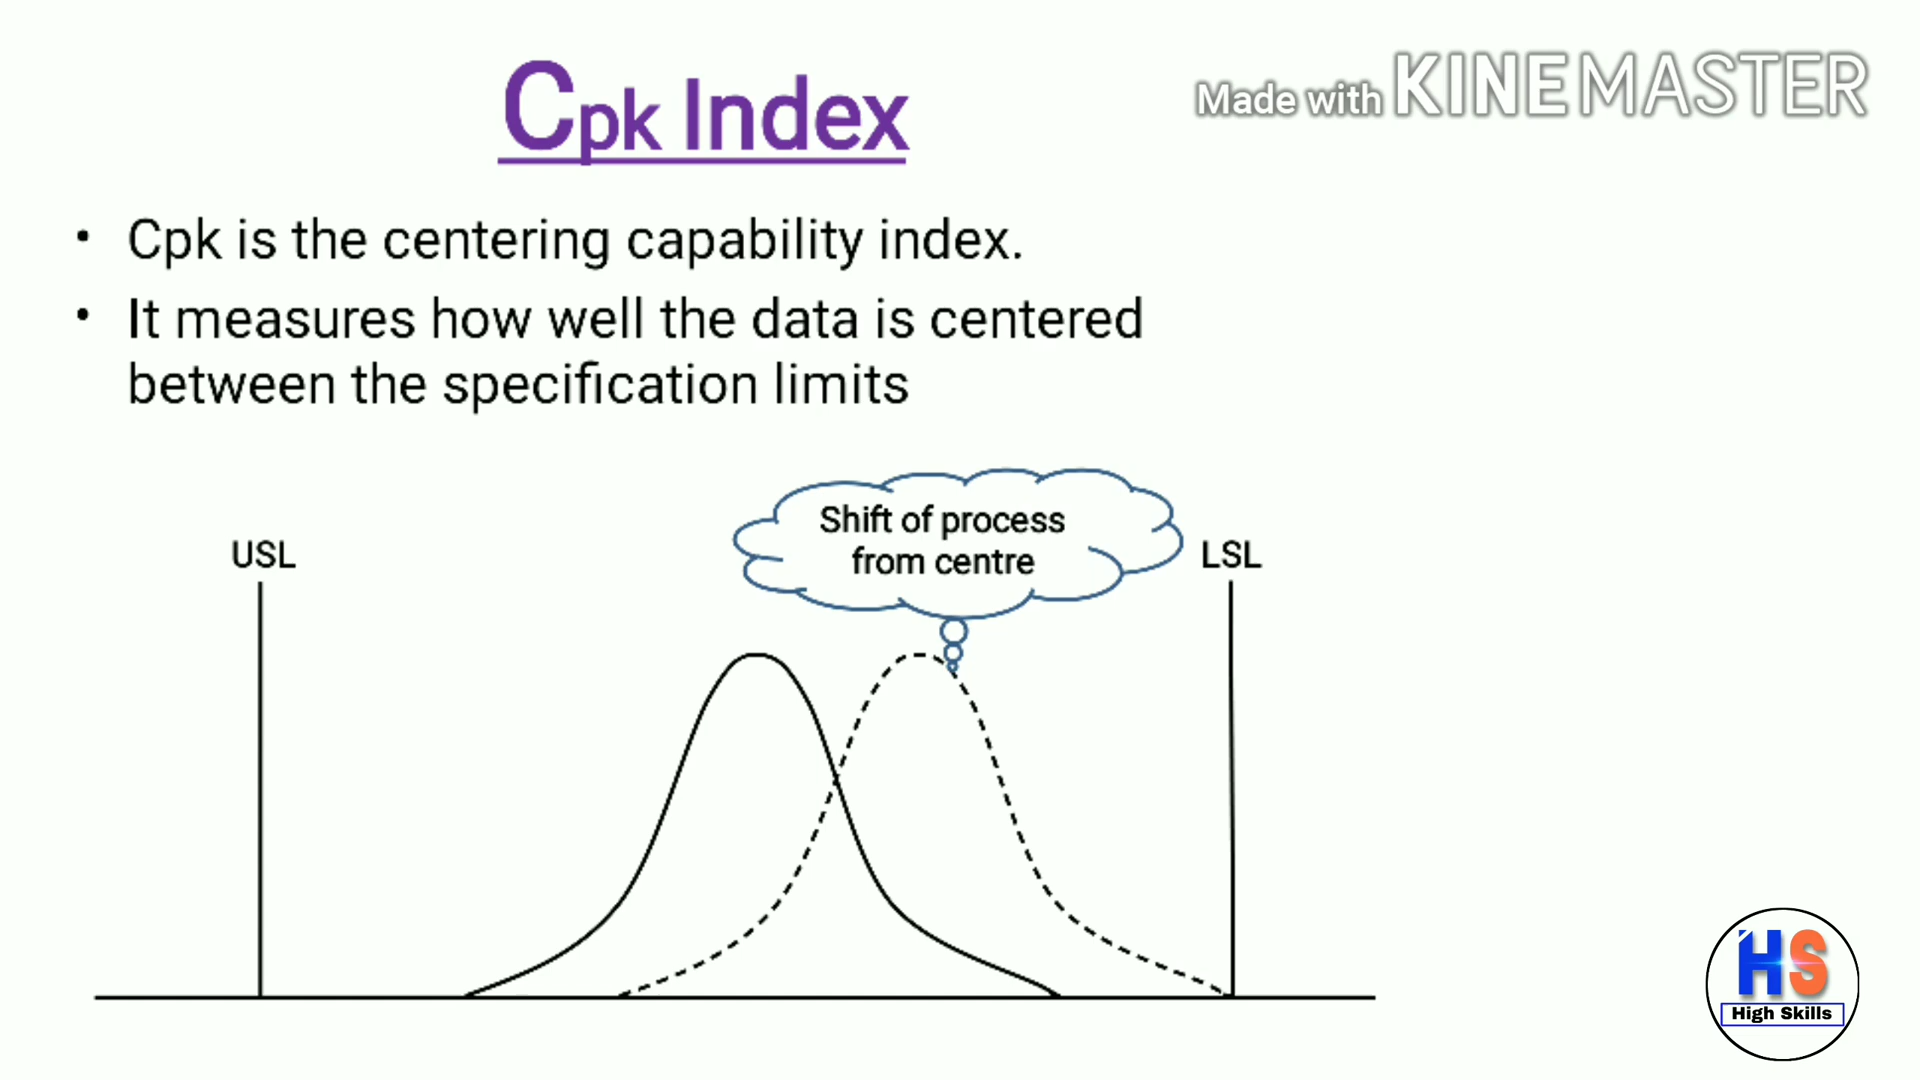 Cpk Index
Made with KINEMASTER
• Cpk is the centering capability index.
• It measures how well the data is centered
between the specification limits
Shift of process
from centre
USL
LSL
HS
High Skills